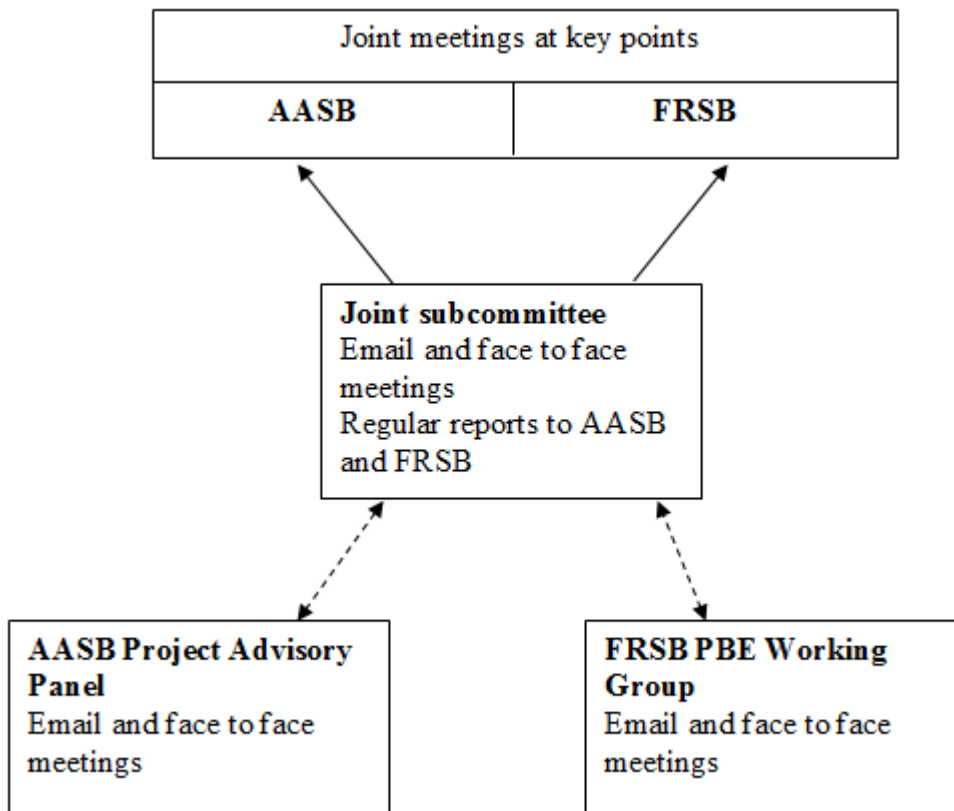 Joint meetings at key points
AASB
FRSB
Joint subcommittee
Email and face to face
meetings
Regular reports to AASB
and FRSB
AASB Project Advisory
Panel
Email and face to face
meetings
FRSB PBE Working
Group
Email and face to face
meetings